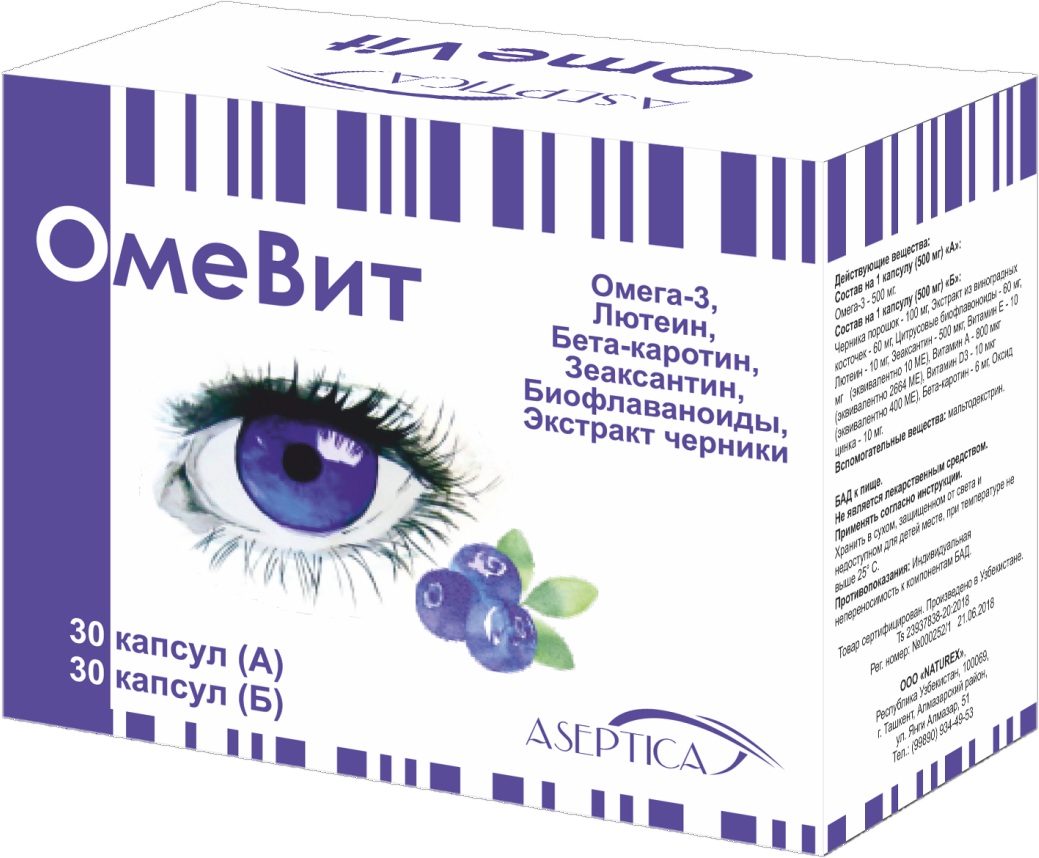 OmeVit
ASEPTICA
ОмеВит
Омега-3,
Лютеин,
Бета-каротин,
Зеаксантин,
Биофлаваноиды,
Экстракт черники
30 капсул (А)
30 капсул (Б)
ASEPTICA
Действующие вещества:
Состав на 1 капсулу (500 мг) «А»:
Омега-3 - 500 мг.
Состав на 1 капсулу (500 мг) «Б»:
Черника порошок - 100 мг, Экстракт из виноградных
косточек - 60 мг, Цитрусовые биофлавоноиды - 60 мг,
Лютеин - 10 мг, Зеаксантин - 500 мкг, Витамин Е - 10
мг (эквивалентно 10 МЕ), Витамин А - 800 мкг
(эквивалентно 2664 МЕ), Витамин D3 - 10 мкг
(эквивалентно 400 МЕ), Бета-каротин - 6 мг, Оксид
цинка - 10 мг.
Вспомогательные вещества: мальтодекстрин.
БАД к пище.
Не является лекарственным средством.
Применять согласно инструкции.
Хранить в сухом, защищенном от света и
недоступном для детей месте, при температуре не
выше 25° С.
Противопоказания: Индивидуальная
непереносимость к компонентам БАД.
Товар сертифицирован. Произведено в Узбекистане.
Ts 23937838-20:2018
Рег. номер: №000252/1 21.06.2018
ООО «NATUREX».
Республика Узбекистан, 100069,
г. Ташкент, Алмазарский район,
ул. Янги Алмазар, 51
Тел.: (99890) 934-49-53